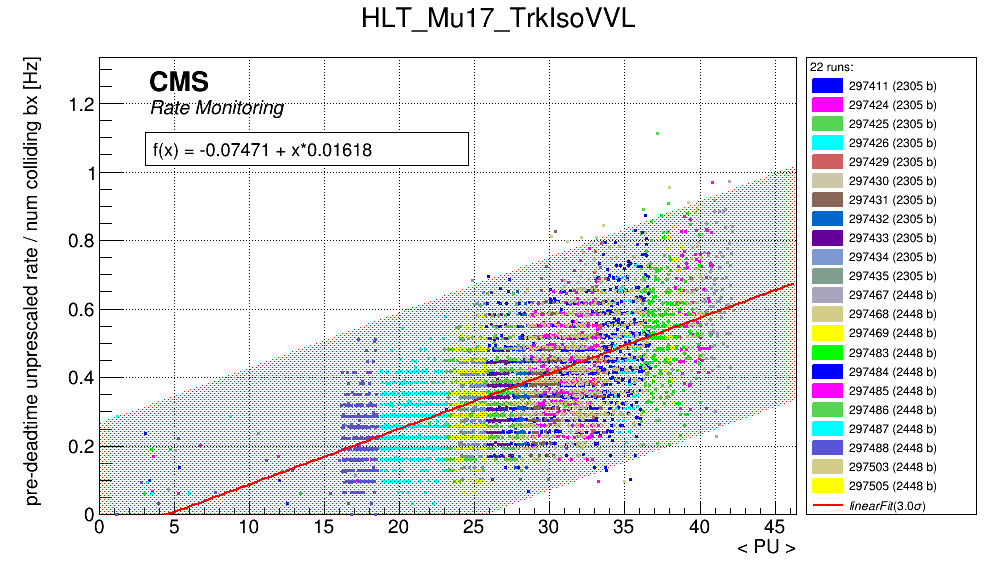 HLT_Mu17_TrkIsoVVL
pre-deadtime unprescaled rate / num colliding bx [Hz]
CMS
Rate Monitoring
f(x) = -0.07471 + x*0.01618
1.2
1
0.8
0.6
0.4
0.2
0
0 5 10 15 20 25 30 35 40 45
< PU >
22 runs:
297411 (2305 b)
297424 (2305 b)
297425 (2305 b)
297426 (2305 b)
297429 (2305 b)
297430 (2305 b)
297431 (2305 b)
297432 (2305 b)
297433 (2305 b)
297434 (2305 b)
297435 (2305 b)
297467 (2448 b)
297468 (2448 b)
297469 (2448 b)
297483 (2448 b)
297484 (2448 b)
297485 (2448 b)
297486 (2448 b)
297487 (2448 b)
297488 (2448 b)
297503 (2448 b)
297505 (2448 b)
linearFit(3.0σ)